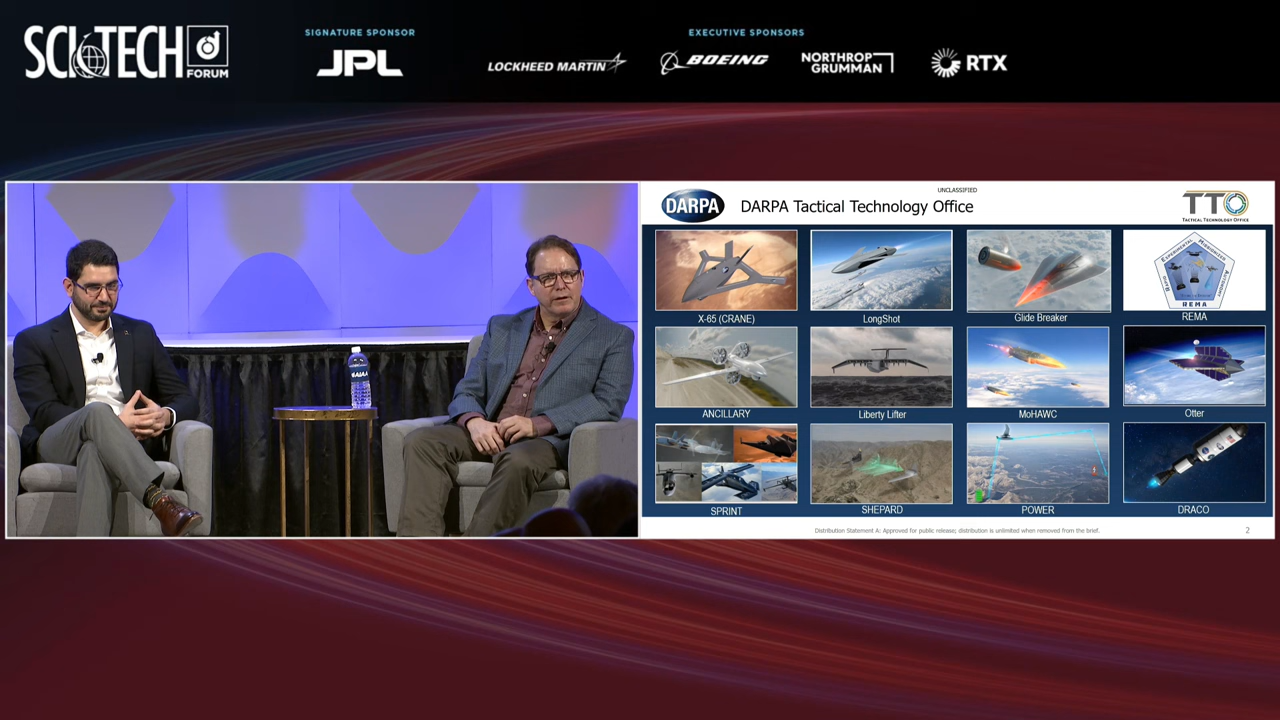 SCITECH
FORUM
SIGNATURE SPONSOR
JPL
EXECUTIVE SPONSORS
LOCKHEED MARTIN
BOEING
NORTHROP
GRUMMAN
RTX
UNCLASSIFIED
DARPA
DARPA Tactical Technology Office
TTO
TACTICAL TECHNOLOGY OFFICE
X-65 (CRANE)
LongShot
Glide Breaker
REMA
REMA
ANCILLARY
Liberty Lifter
MoHAWC
Otter
SPRINT
SHEPARD
POWER
DRACO
Distribution Statement A: Approved for public release; distribution is unlimited when removed from the brief.
2